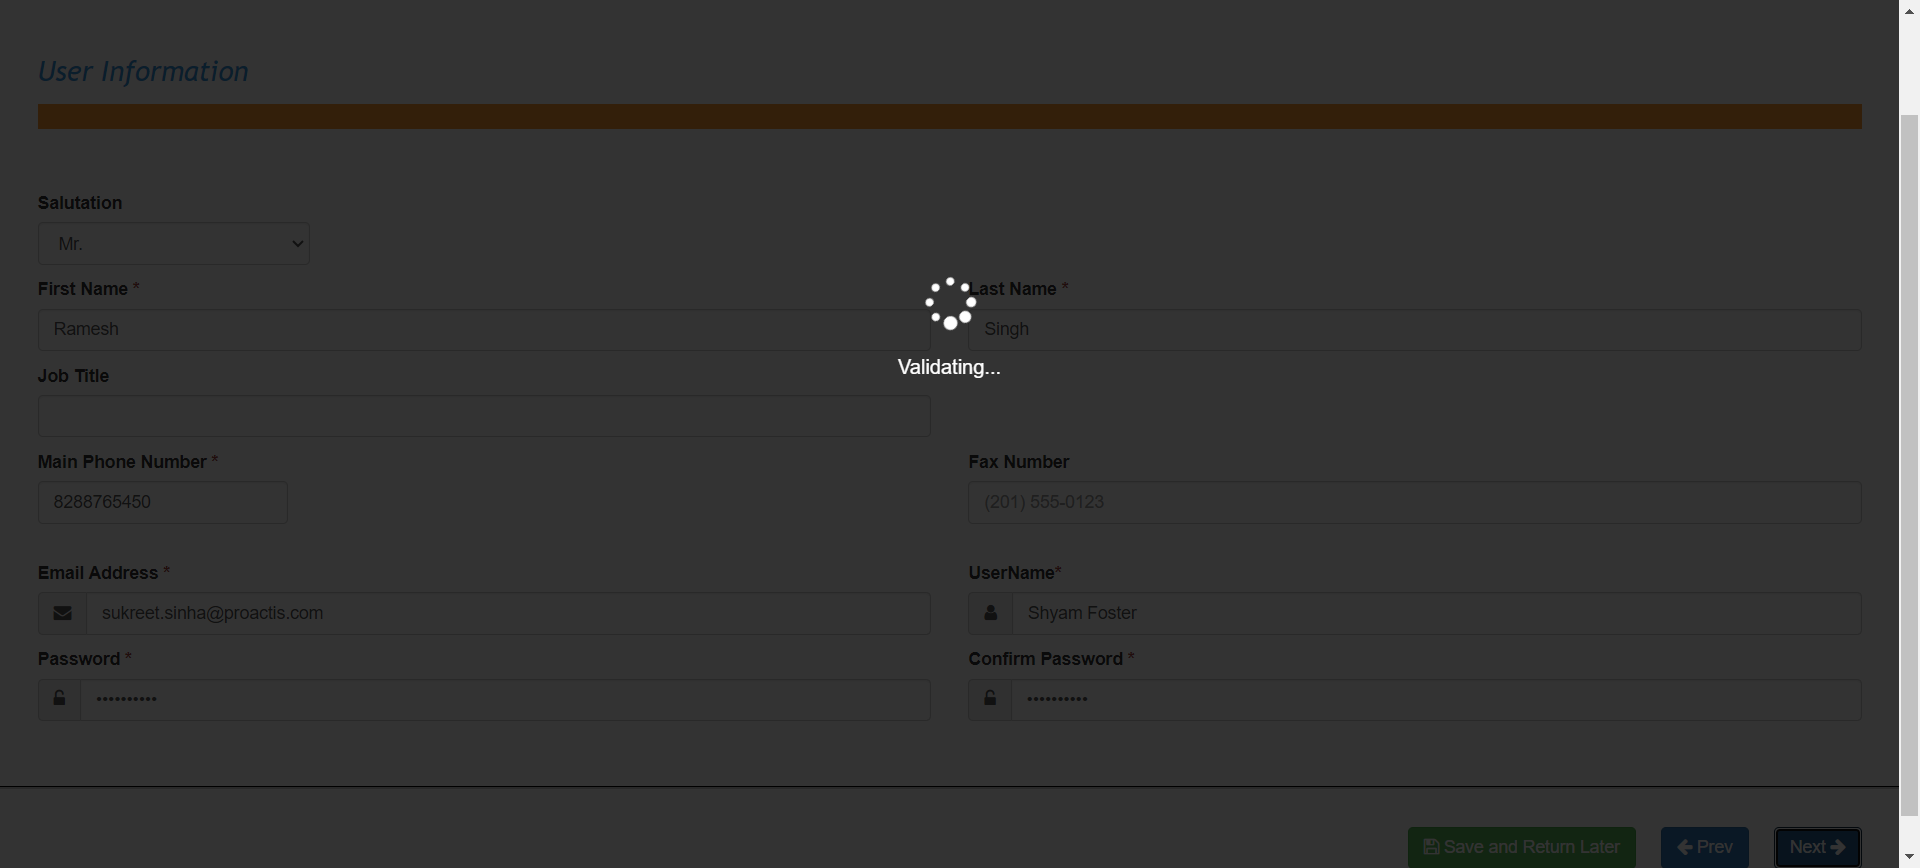 User Information
Salutation
Mr.
First Name *
Last Name *
Ramesh
Singh
Validating...
Job Title
Main Phone Number *
Fax Number
8288765450
(201) 555-0123
Email Address *
UserName*
sukreet.sinha@proactis.com
Shyam Foster
Password *
Confirm Password *
••••••••••
••••••••••
Save and Return Later
Prev
Next